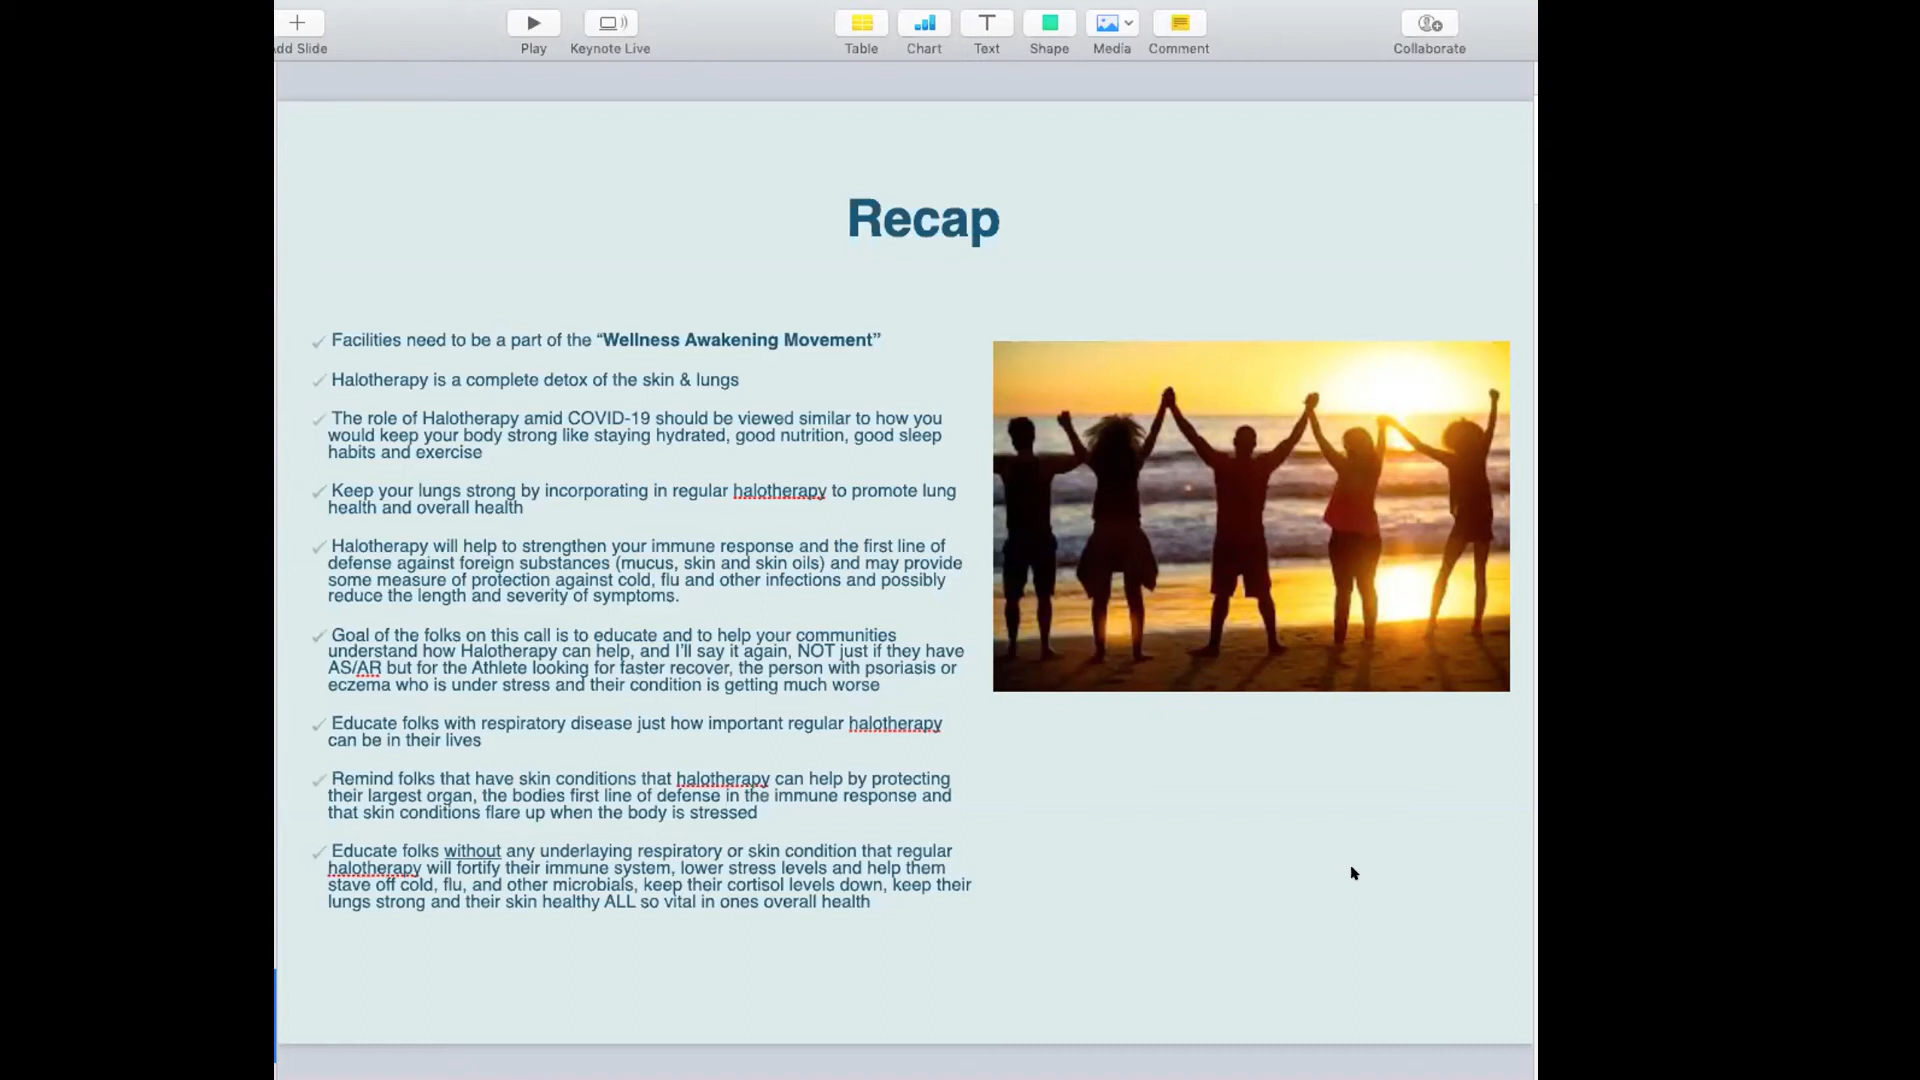 dd Slide
Play
Keynote Live
Table
Chart
Text
Shape
Media
Comment
Collaborate
Recap
Facilities need to be a part of the “Wellness Awakening Movement”
Halotherapy is a complete detox of the skin & lungs
The role of Halotherapy amid COVID-19 should be viewed similar to how you
would keep your body strong like staying hydrated, good nutrition, good sleep
habits and exercise
Keep your lungs strong by incorporating in regular halotherapy to promote lung
health and overall health
Halotherapy will help to strengthen your immune response and the first line of
defense against foreign substances (mucus, skin and skin oils) and may provide
some measure of protection against cold, flu and other infections and possibly
reduce the length and severity of symptoms.
Goal of the folks on this call is to educate and to help your communities
understand how Halotherapy can help, and I’ll say it again, NOT just if they have
AS/AR but for the Athlete looking for faster recover, the person with psoriasis or
eczema who is under stress and their condition is getting much worse
Educate folks with respiratory disease just how important regular halotherapy
can be in their lives
Remind folks that have skin conditions that halotherapy can help by protecting
their largest organ, the bodies first line of defense in the immune response and
that skin conditions flare up when the body is stressed
Educate folks without any underlaying respiratory or skin condition that regular
halotherapy will fortify their immune system, lower stress levels and help them
stave off cold, flu, and other microbials, keep their cortisol levels down, keep their
lungs strong and their skin healthy ALL so vital in ones overall health